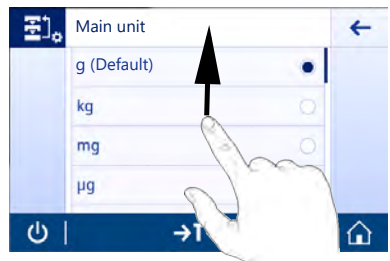 Main unit
g (Default)
kg
mg
µg
→T